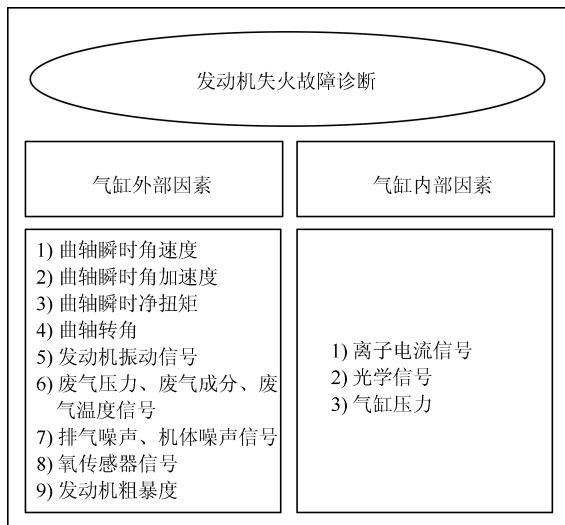 发动机失火故障诊断
气缸外部因素
气缸内部因素
1) 曲轴瞬时角速度
2) 曲轴瞬时角加速度
3) 曲轴瞬时净扭矩
4) 曲轴转角
5) 发动机振动信号
6) 废气压力、废气成分、废
气温度信号
7) 排气噪声、机体噪声信号
8) 氧传感器信号
9) 发动机粗暴度
1) 离子电流信号
2) 光学信号
3) 气缸压力